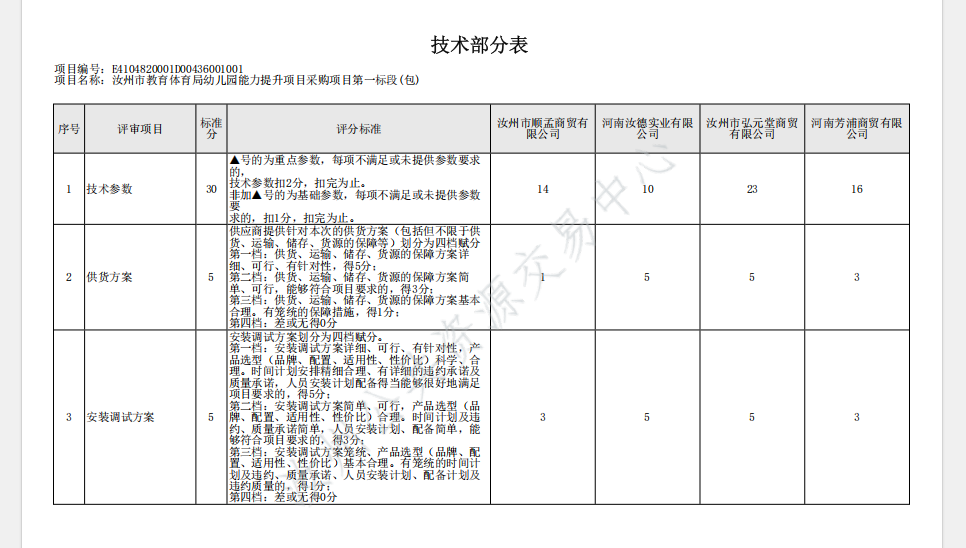 技术部分表
项目编号：E4104820001D00436001001
项目名称：汝州市教育体育局幼儿园能力提升项目采购项目第一标段(包)
序号 评审项目 标准分 评分标准 汝州市顺孟商贸有限公司 河南汝德实业有限公司 汝州市弘元堂商贸有限公司 河南芳浦商贸有限公司
1 技术参数 30
▲号的为重点参数，每项不满足或未提供参数要求
的，
技术参数扣2分，扣完为止。
非加▲号的为基础参数，每项不满足或未提供参数
要
求的，扣1分，扣完为止。
14 10 23 16
2 供货方案 5
供应商提供针对本次的供货方案（包括但不限于供
货、运输、储存、货源的保障等）划分为四档赋分
第一档：供货、运输、储存、货源的保障方案详
细、可行、有针对性，得5分；
第二档：供货、运输、储存、货源的保障方案简
单、可行，能够符合项目要求的，得3分；
第三档：供货、运输、储存、货源的保障方案基本
合理。有笼统的保障措施，得1分；
第四档：差或无得0分
1 5 5 3
3 安装调试方案 5
安装调试方案划分为四档赋分。
第一档：安装调试方案详细、可行、有针对性，产
品选型（品牌、配置、适用性、性价比）科学、合
理。时间计划安排精细合理、有详细的违约承诺及
质量承诺，人员安装计划配备得当能够很好地满足
项目要求的，得5分；
第二档：安装调试方案简单、可行，产品选型（品
牌、配置、适用性、性价比）合理。时间计划及违
约、质量承诺简单，人员安装计划、配备简单，能
够符合项目要求的，得3分；
第三档：安装调试方案笼统、产品选型（品牌、配
置、适用性、性价比）基本合理。有笼统的时间计
划及违约、质量承诺、人员安装计划、配备计划及
违约质量的，得1分；
第四档：差或无得0分
3 5 5 3
资源交易中心